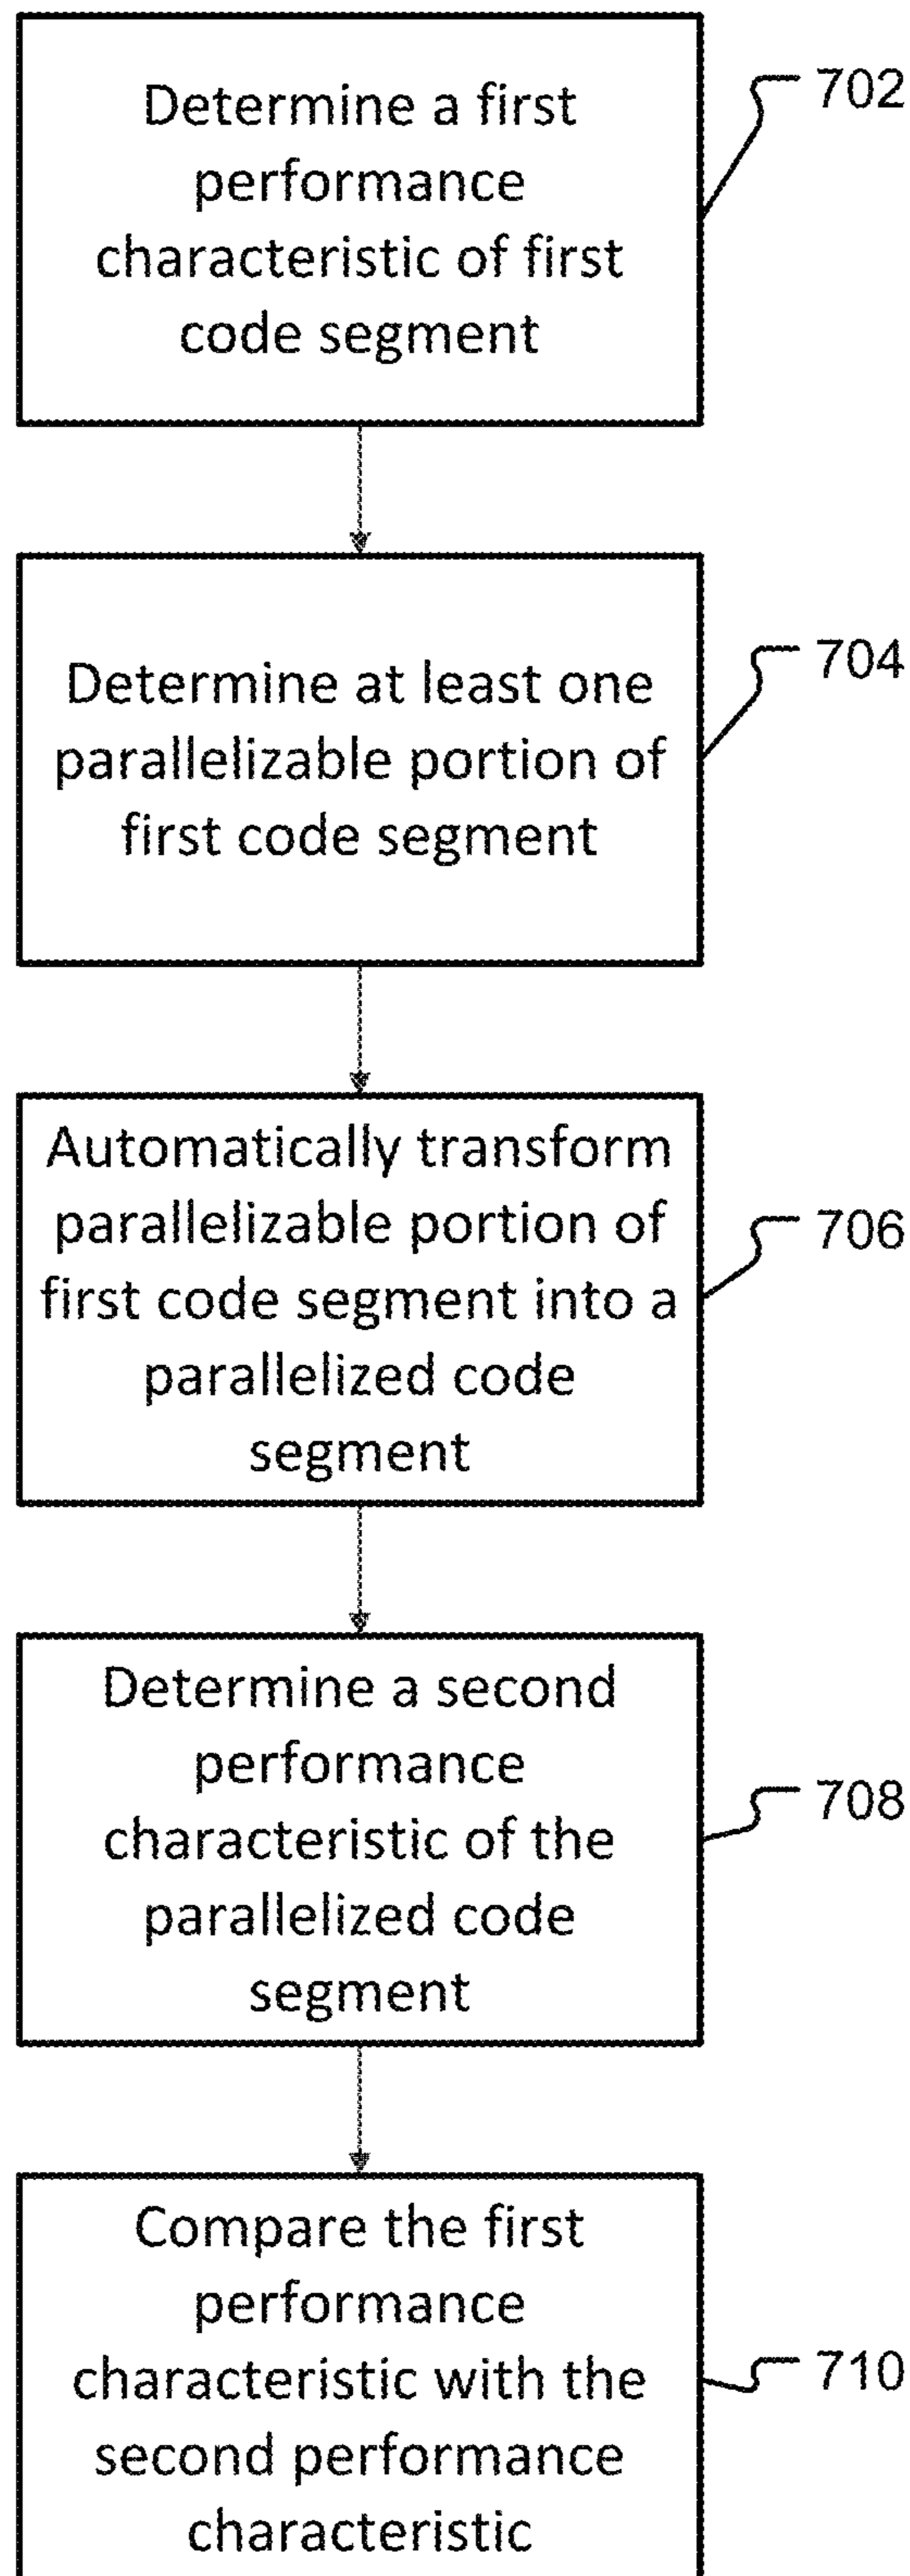 Determine a first
performance
characteristic of first
code segment
702
Determine at least one
parallelizable portion of
first code segment
704
Automatically transform
parallelizable portion of
first code segment into a
parallelized code
segment
706
Determine a second
performance
characteristic of the
parallelized code
segment
708
Compare the first
performance
characteristic with the
second performance
characteristic
710